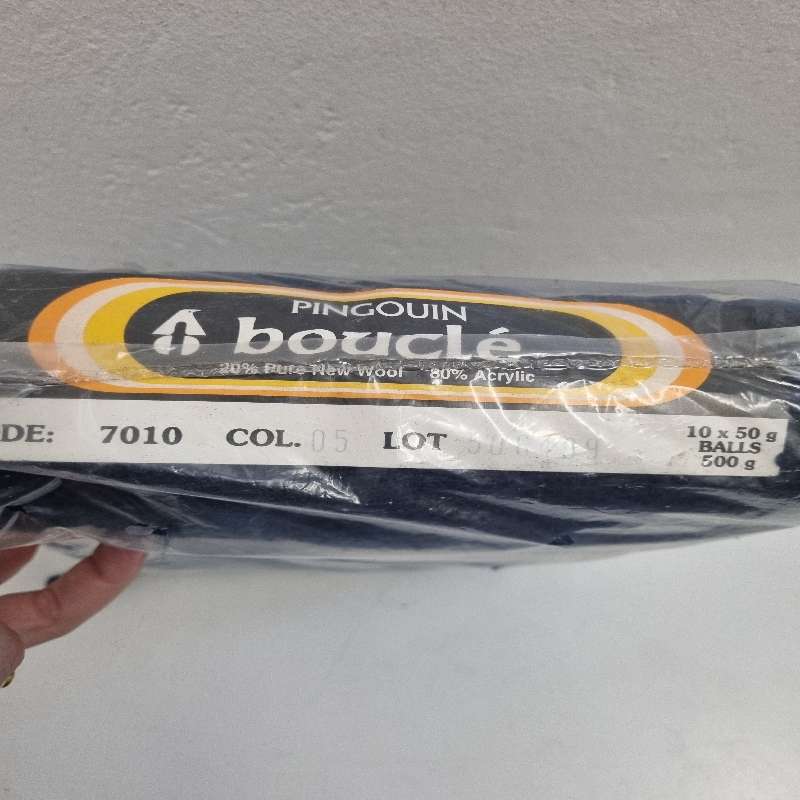 PINGOUIN
bouclé
20% Pure New Wool 80% Acrylic
DE: 7010 COL. 05 LOT
10 x 50 g
BALLS
500 g